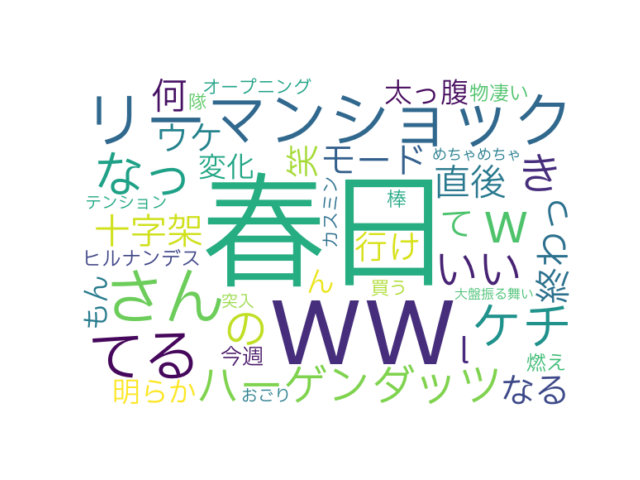 何
隊
オープニング
太っ腹
物凄い
リーマンショック
ウケ
なっ
変化
笑
モード
めちゃめちゃ
直後
き
テンション
春日
カスミン
棒
十字架
行け
て
w
終わっ
ヒルナンデス
いい
もん
さん
ん
買う
大盤振る舞い
突入
の
ww
ケチ
てる
今週
l
燃え
明らか
ハーゲンダッツ
おごり
なる